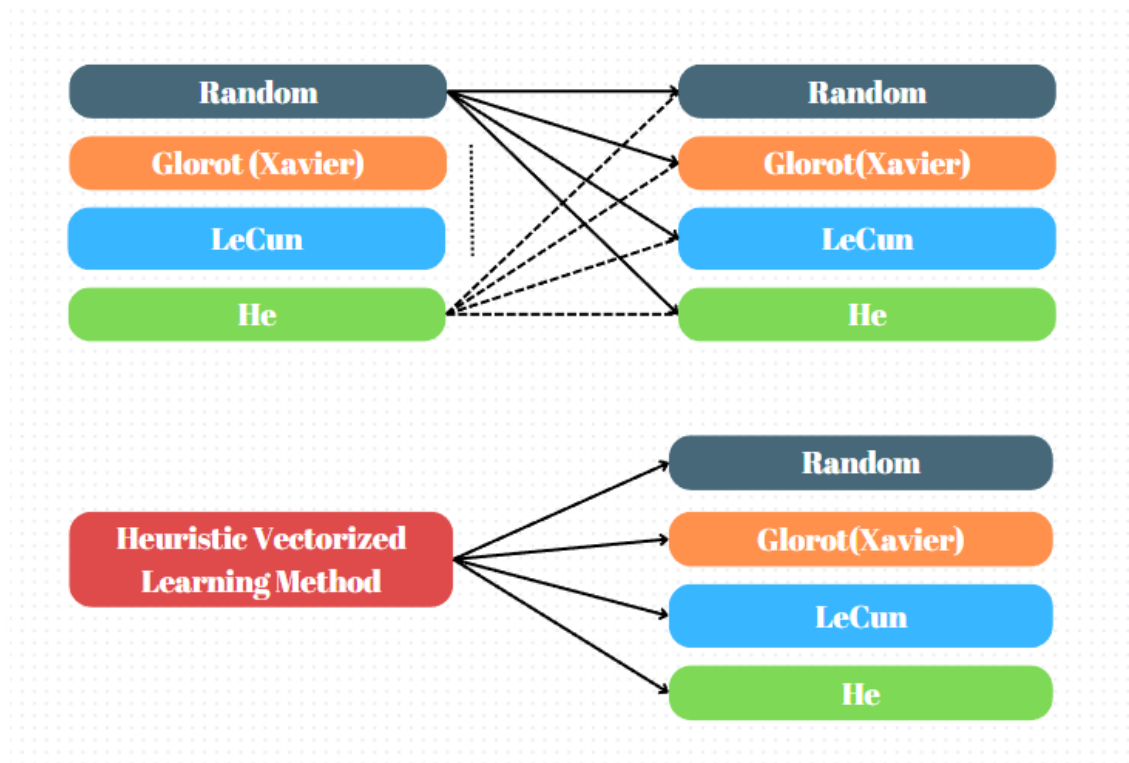 Random
Glorot (Xavier)
LeCun
He
Random
Glorot(Xavier)
LeCun
He
Heuristic Vectorized
Learning Method
Random
Glorot(Xavier)
LeCun
He